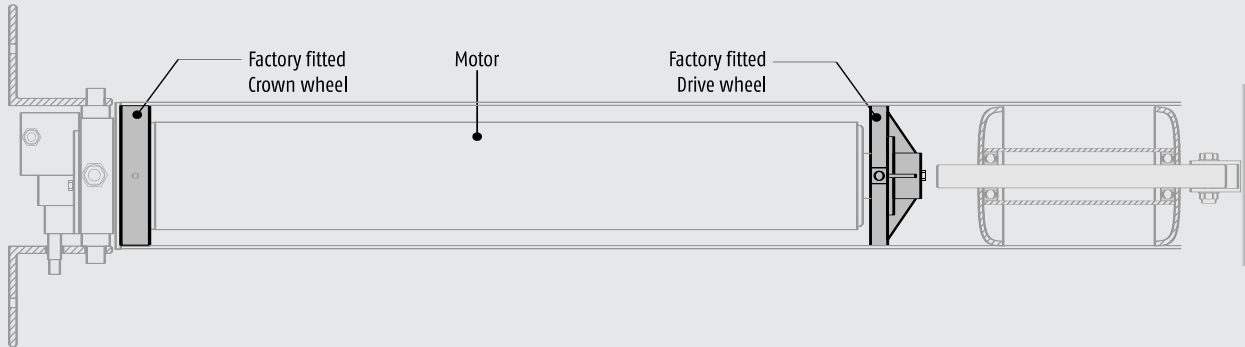 Factory fitted
Crown wheel
Motor
Factory fitted
Drive wheel